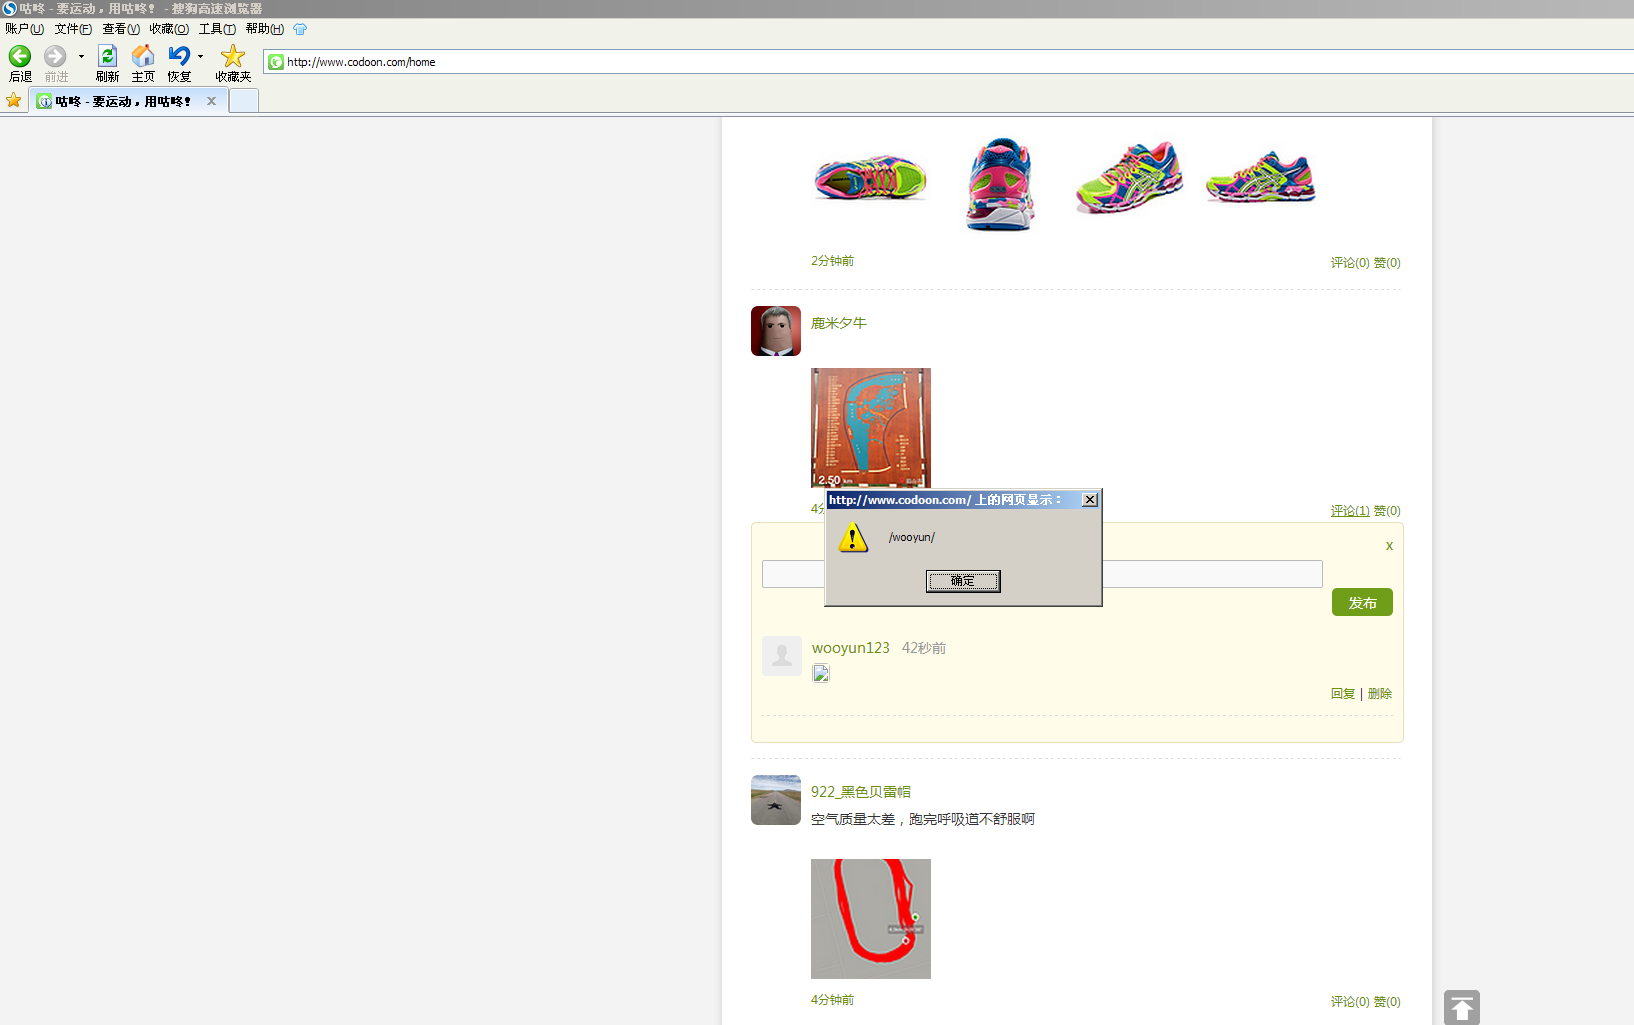 咕咚 - 要运动，用咕咚！ - 搜狗高速浏览器
账户(U) 文件(F) 查看(V) 收藏(O) 工具(T) 帮助(H)
后退 前进 刷新 主页 恢复 收藏夹
http://www.codoon.com/home
咕咚 - 要运动，用咕咚！ x
2分钟前 评论(0) 赞(0)
鹿米夕牛
2.50 km
4分 评论(1) 赞(0)
http://www.codoon.com/ 上的网页显示：
/wooyun/
确定
x
发布
wooyun123 42秒前
回复 | 删除
922_黑色贝雷帽
空气质量太差，跑完呼吸道不舒服啊
4分钟前 评论(0) 赞(0)